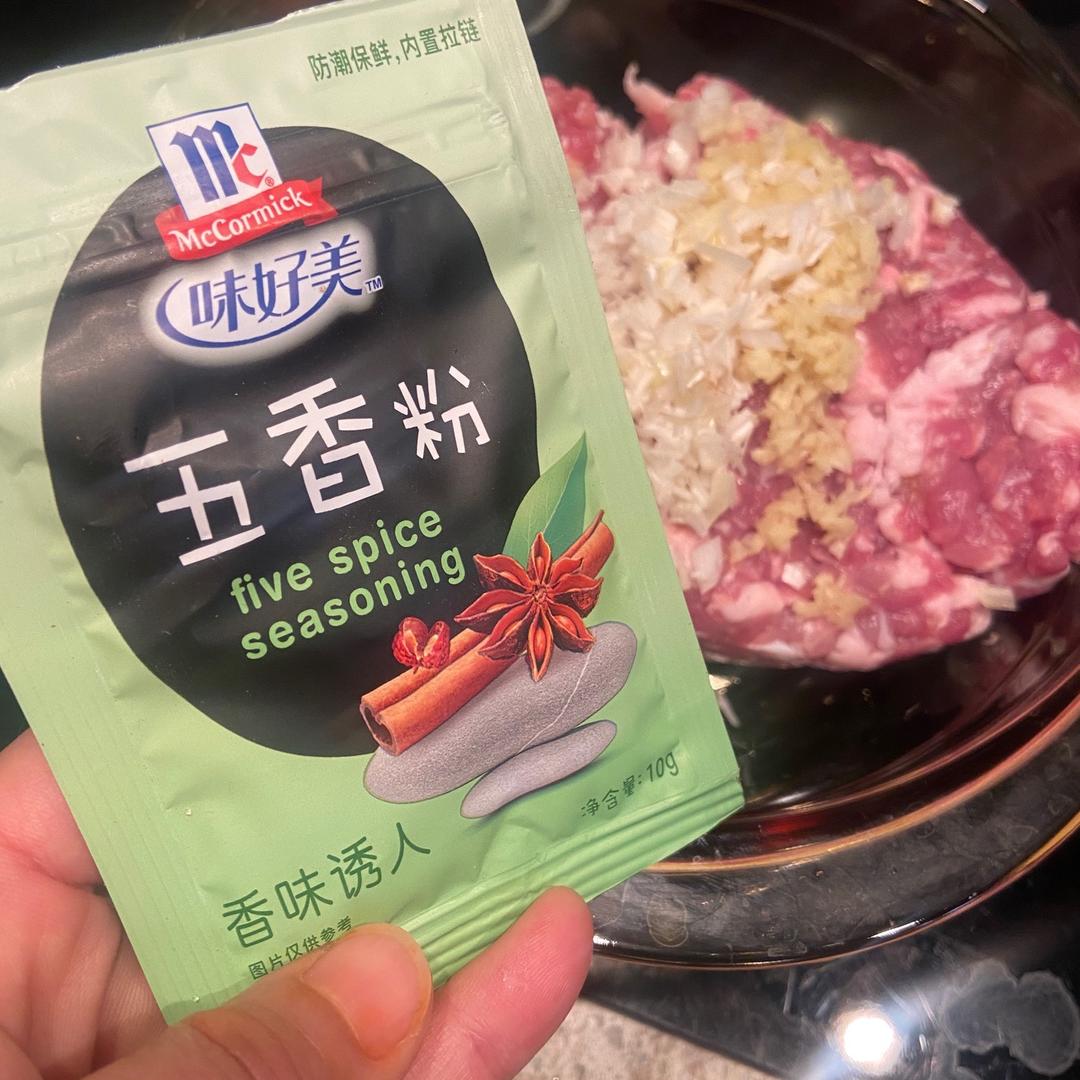 防潮保鲜,内置拉链
Mc®
McCormick
味好美™
五香粉
five spice
seasoning
净含量:10g
香味诱人
图片仅供参考